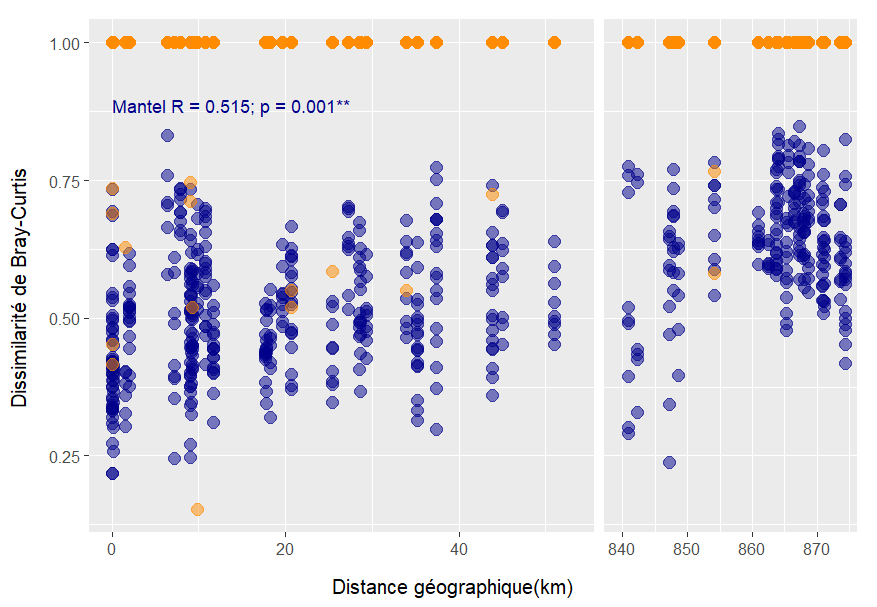 1.00
Mantel R = 0.515; p = 0.001**
0.75
0.50
0.25
Dissimilarité de Bray-Curtis
0 20 40 840 850 860 870
Distance géographique(km)